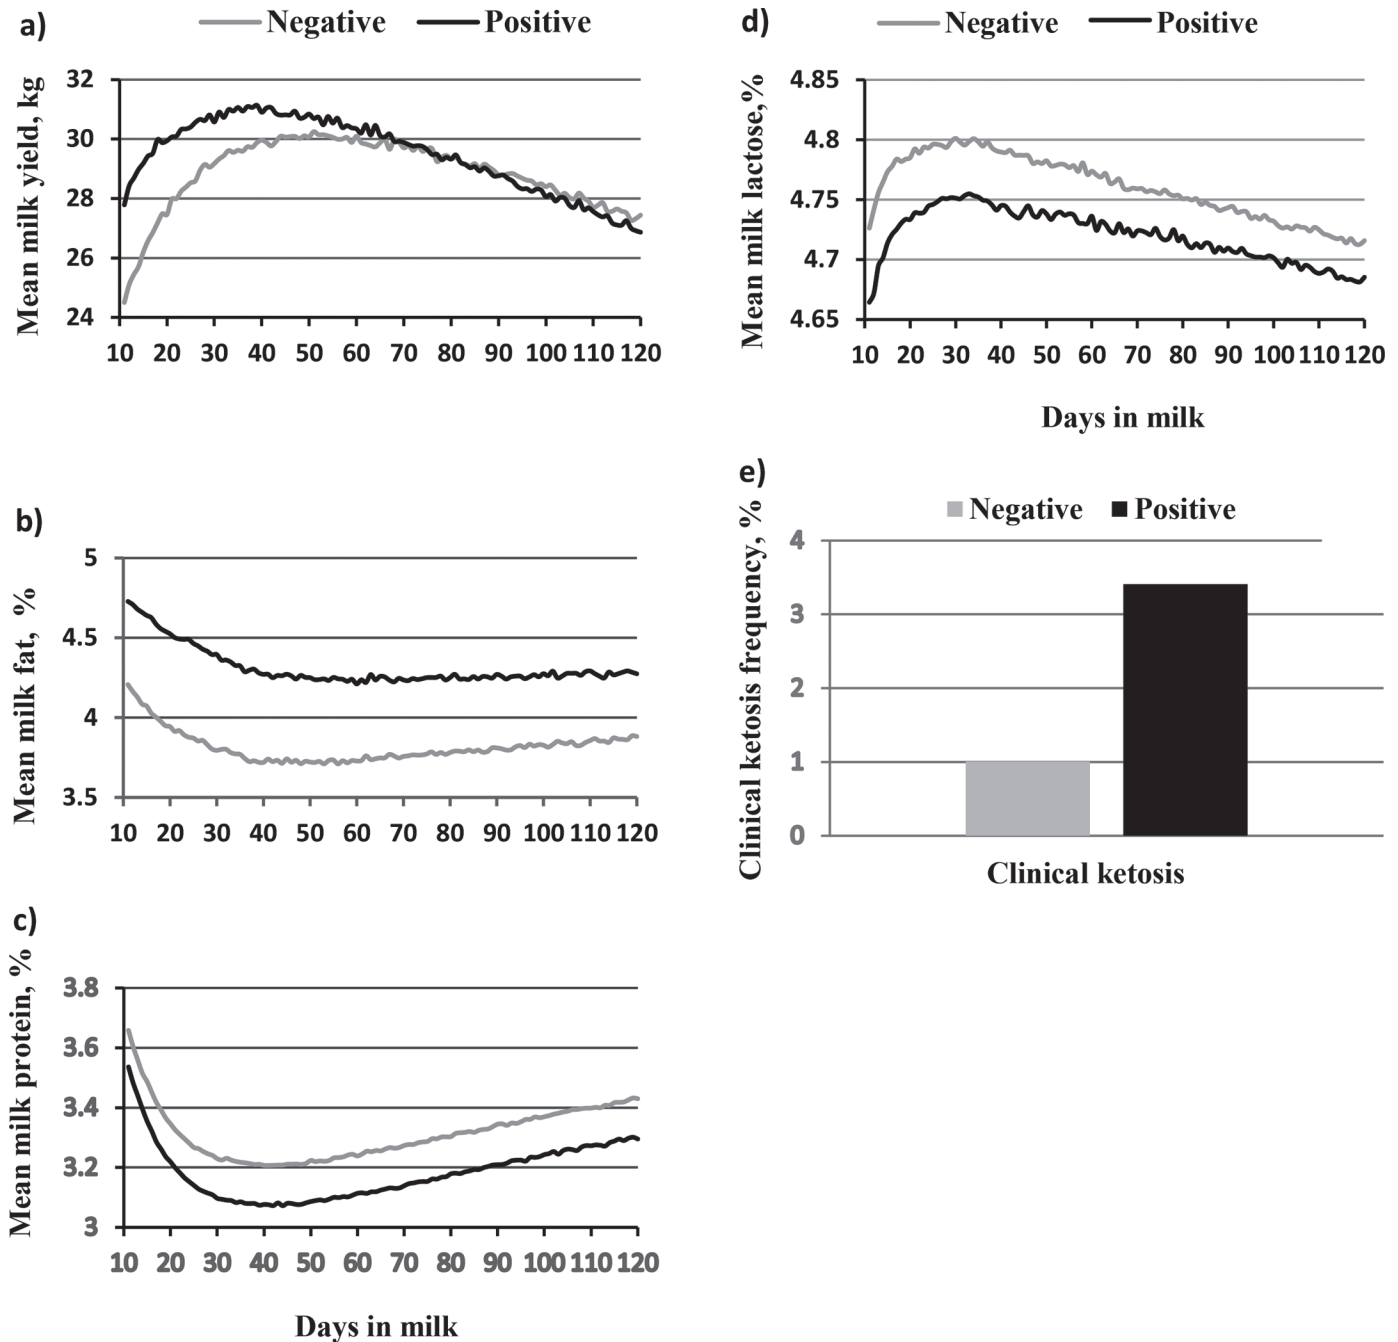 a)
Negative Positive
Mean milk yield, kg
32
30
28
26
24
10 20 30 40 50 60 70 80 90 100 110 120
b)
Mean milk fat, %
5
4.5
4
3.5
10 20 30 40 50 60 70 80 90 100 110 120
c)
Mean milk protein, %
3.8
3.6
3.4
3.2
3
10 20 30 40 50 60 70 80 90 100 110 120
Days in milk
d)
Negative Positive
Mean milk lactose,%
4.85
4.8
4.75
4.7
4.65
10 20 30 40 50 60 70 80 90 100 110 120
Days in milk
e)
Negative Positive
Clinical ketosis frequency, %
4
3
2
1
0
Clinical ketosis